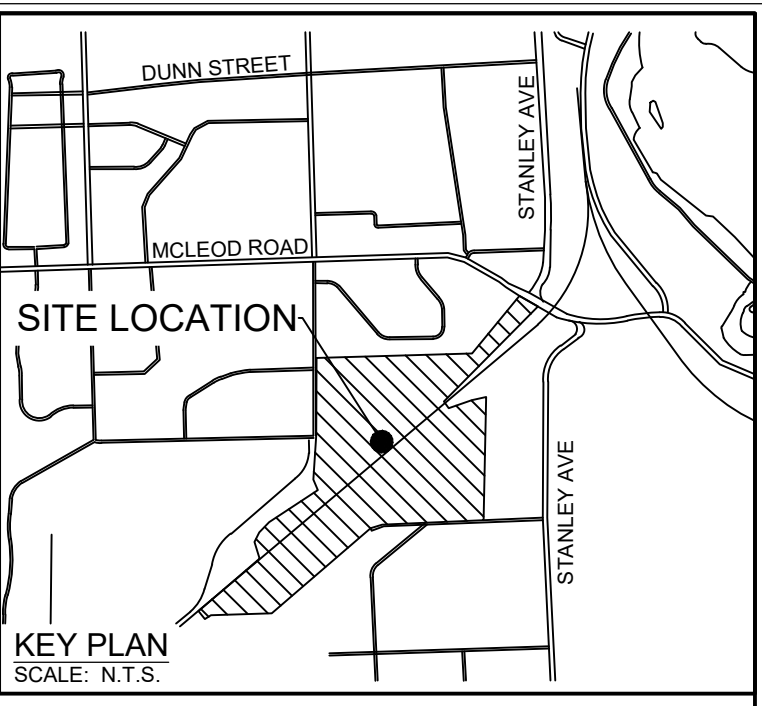 DUNN STREET
STANLEY AVE
MCLEOD ROAD
SITE LOCATION
STANLEY AVE
KEY PLAN
SCALE: N.T.S.